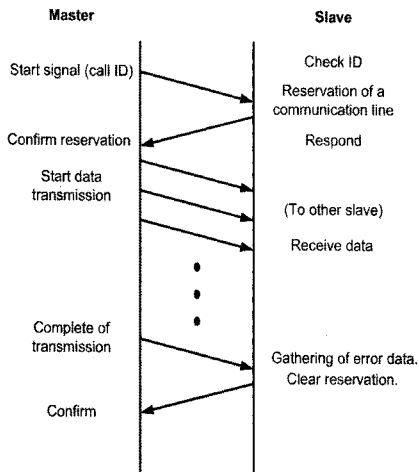 Master
Slave
Check ID
Start signal (call ID)
Reservation of a
communication line
Confirm reservation
Respond
Start data
transmission
(To other slave)
Receive data
Complete of
transmission
Gathering of error data.
Clear reservation.
Confirm